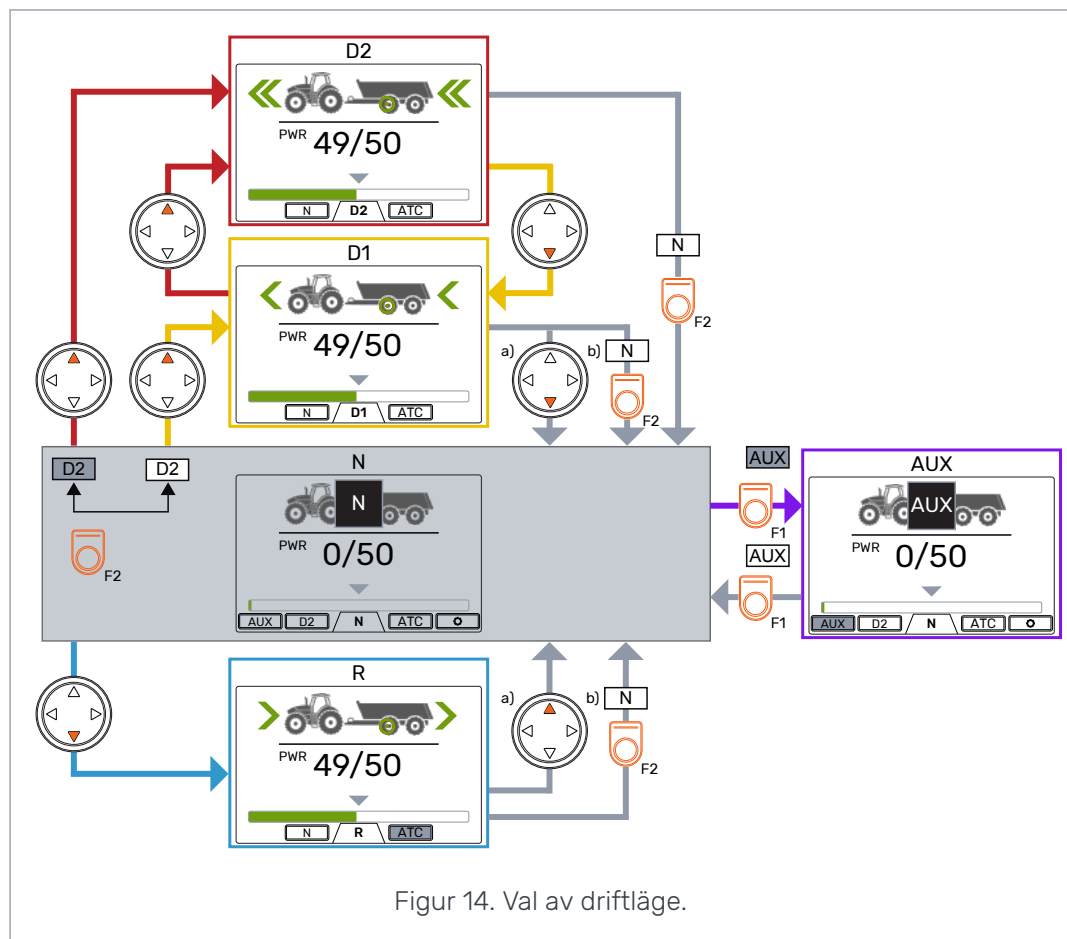 D2
PWR 49/50
N D2 ATC
D1
PWR 49/50
N D1 ATC
N
F2
a)
b) N
F2
D2 D2
F2
N
N
PWR 0/50
AUX D2 N ATC
AUX
F1
AUX
F1
AUX
AUX
PWR 0/50
AUX D2 N ATC
R
PWR 49/50
N R ATC
a)
b) N
F2
Figur 14. Val av driftläge.